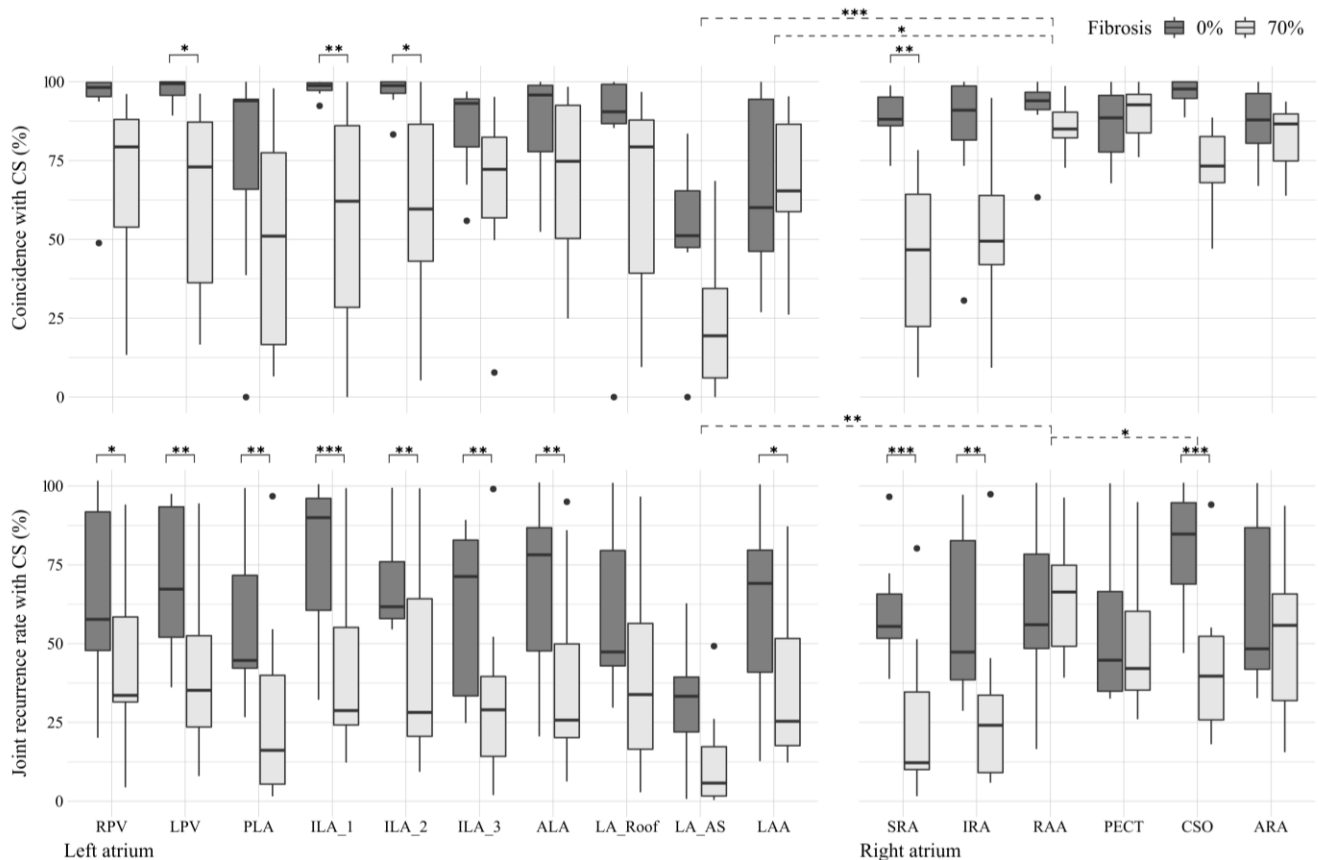 ***
Fibrosis 0% 70%
*
* ** * **
Coincidence with CS (%)
100
75
50
25
0
**
*
* ** ** *** ** ** ** * *** ** ***
Joint recurrence rate with CS (%)
100
75
50
25
0
RPV LPV PLA ILA_1 ILA_2 ILA_3 ALA LA_Roof LA_AS LAA SRA IRA RAA PECT CSO ARA
Left atrium Right atrium